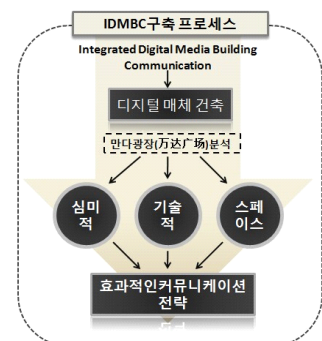 IDMBC구축 프로세스
Integrated Digital Media Building
Communication
디지털 매체 건축
만다광장(万达广场)분석
심미
적
기술
적
스페
이스
효과적인커뮤니케이션
전략